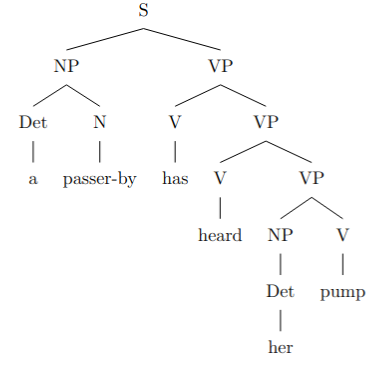 S
NP VP
Det N V VP
a passer-by has V VP
heard NP V
Det pump
her